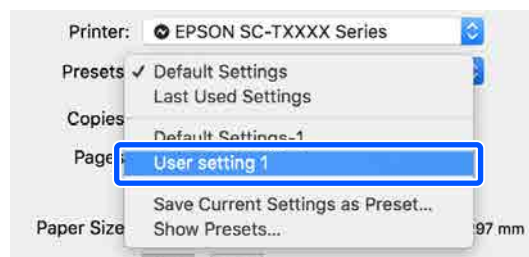 Printer: EPSON SC-TXXXX Series
Presets ✓ Default Settings
Last Used Settings
Copies
Default Settings-1
Pages User setting 1
Save Current Settings as Preset...
Paper Size Show Presets... 97 mm